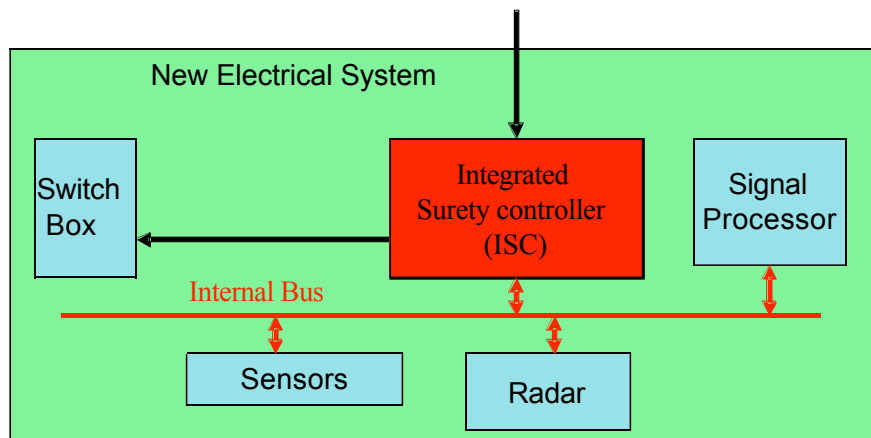 New Electrical System
Switch
Box
Integrated
Surety controller
(ISC)
Signal
Processor
Internal Bus
Sensors
Radar